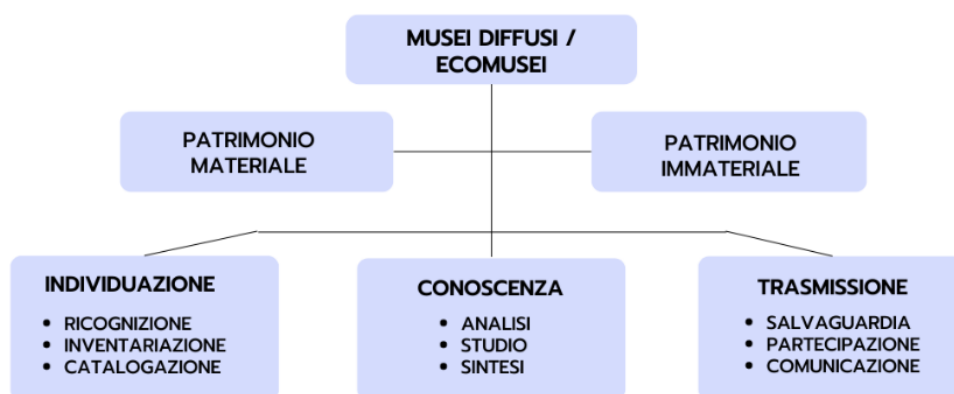 MUSEI DIFFUSI /
ECOMUSEI
PATRIMONIO
MATERIALE
PATRIMONIO
IMMATERIALE
INDIVIDUAZIONE
• RICOGNIZIONE
• INVENTARIAZIONE
• CATALOGAZIONE
CONOSCENZA
• ANALISI
• STUDIO
• SINTESI
TRASMISSIONE
• SALVAGUARDIA
• PARTECIPAZIONE
• COMUNICAZIONE